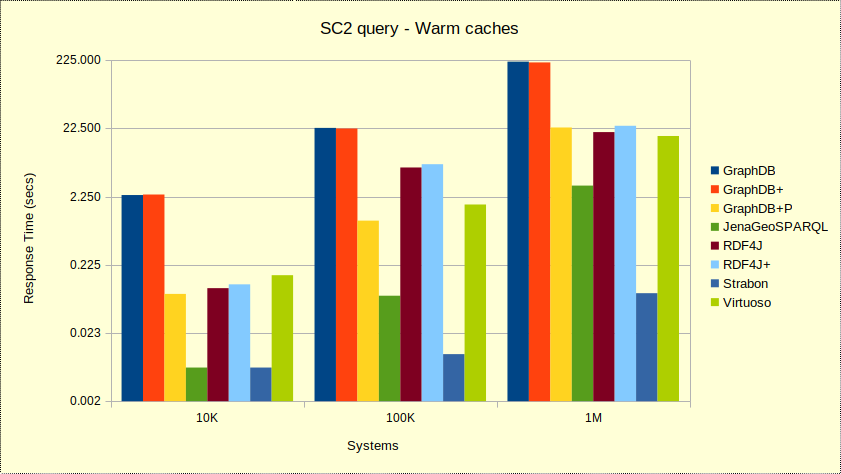 SC2 query - Warm caches
225.000
22.500
2.250
0.225
0.023
0.002
Response Time (secs)
10K
100K
1M
Systems
GraphDB
GraphDB+
GraphDB+P
JenaGeoSPARQL
RDF4J
RDF4J+
Strabon
Virtuoso